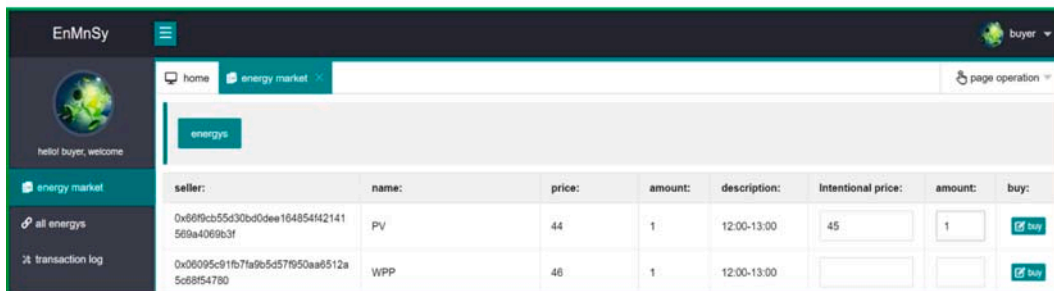 EnMnSy
buyer
home
energy market
page operation
energys
hello! buyer, welcome
energy market
all energys
transaction log
seller: name: price: amount: description: Intentional price: amount: buy:
0x66f9cb55d30bd0dee164854f42141
569a4069b3f
PV 44 1 12:00-13:00 45 1 buy
0x06095c91fb7fa9b5d57f950aa6512a
5c68f54780
WPP 46 1 12:00-13:00 buy